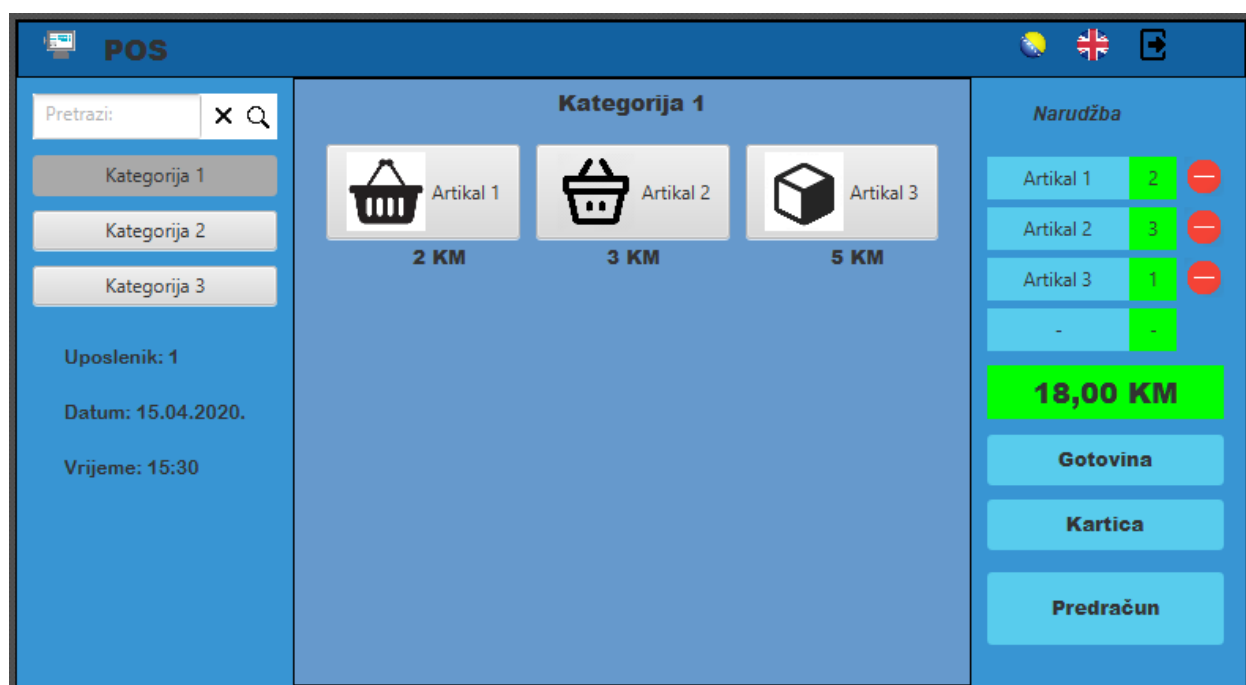 POS
Pretrazi:
Kategorija 1
Kategorija 2
Kategorija 3
Uposlenik: 1
Datum: 15.04.2020.
Vrijeme: 15:30
Kategorija 1
Artikal 1
Artikal 2
Artikal 3
2 KM
3 KM
5 KM
Narudžba
Artikal 1 2
Artikal 2 3
Artikal 3 1
- -
18,00 KM
Gotovina
Kartica
Predračun